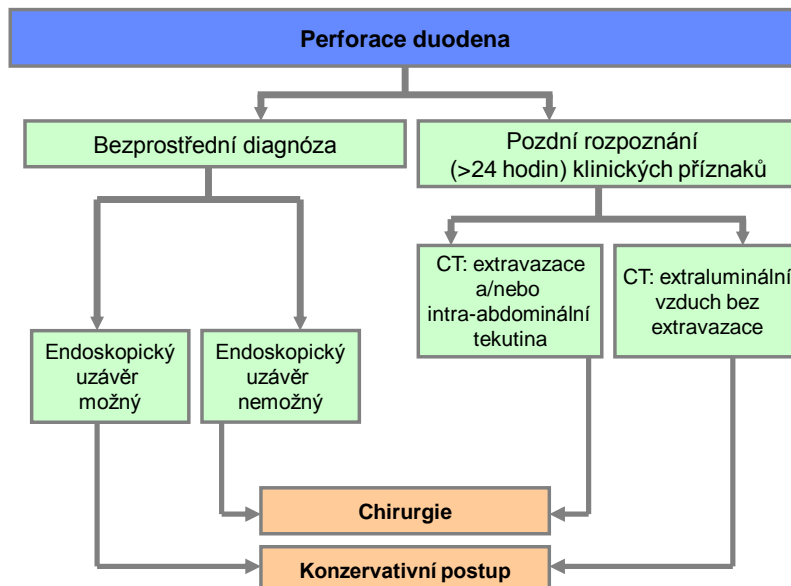 Perforace duodena
Bezprostřední diagnóza
Pozdní rozpoznání
(>24 hodin) klinických příznaků
CT: extravazace
a/nebo
intra-abdominální
tekutina
CT: extraluminální
vzduch bez
extravazace
Endoskopický
uzávěr
možný
Endoskopický
uzávěr
nemožný
Chirurgie
Konzervativní postup